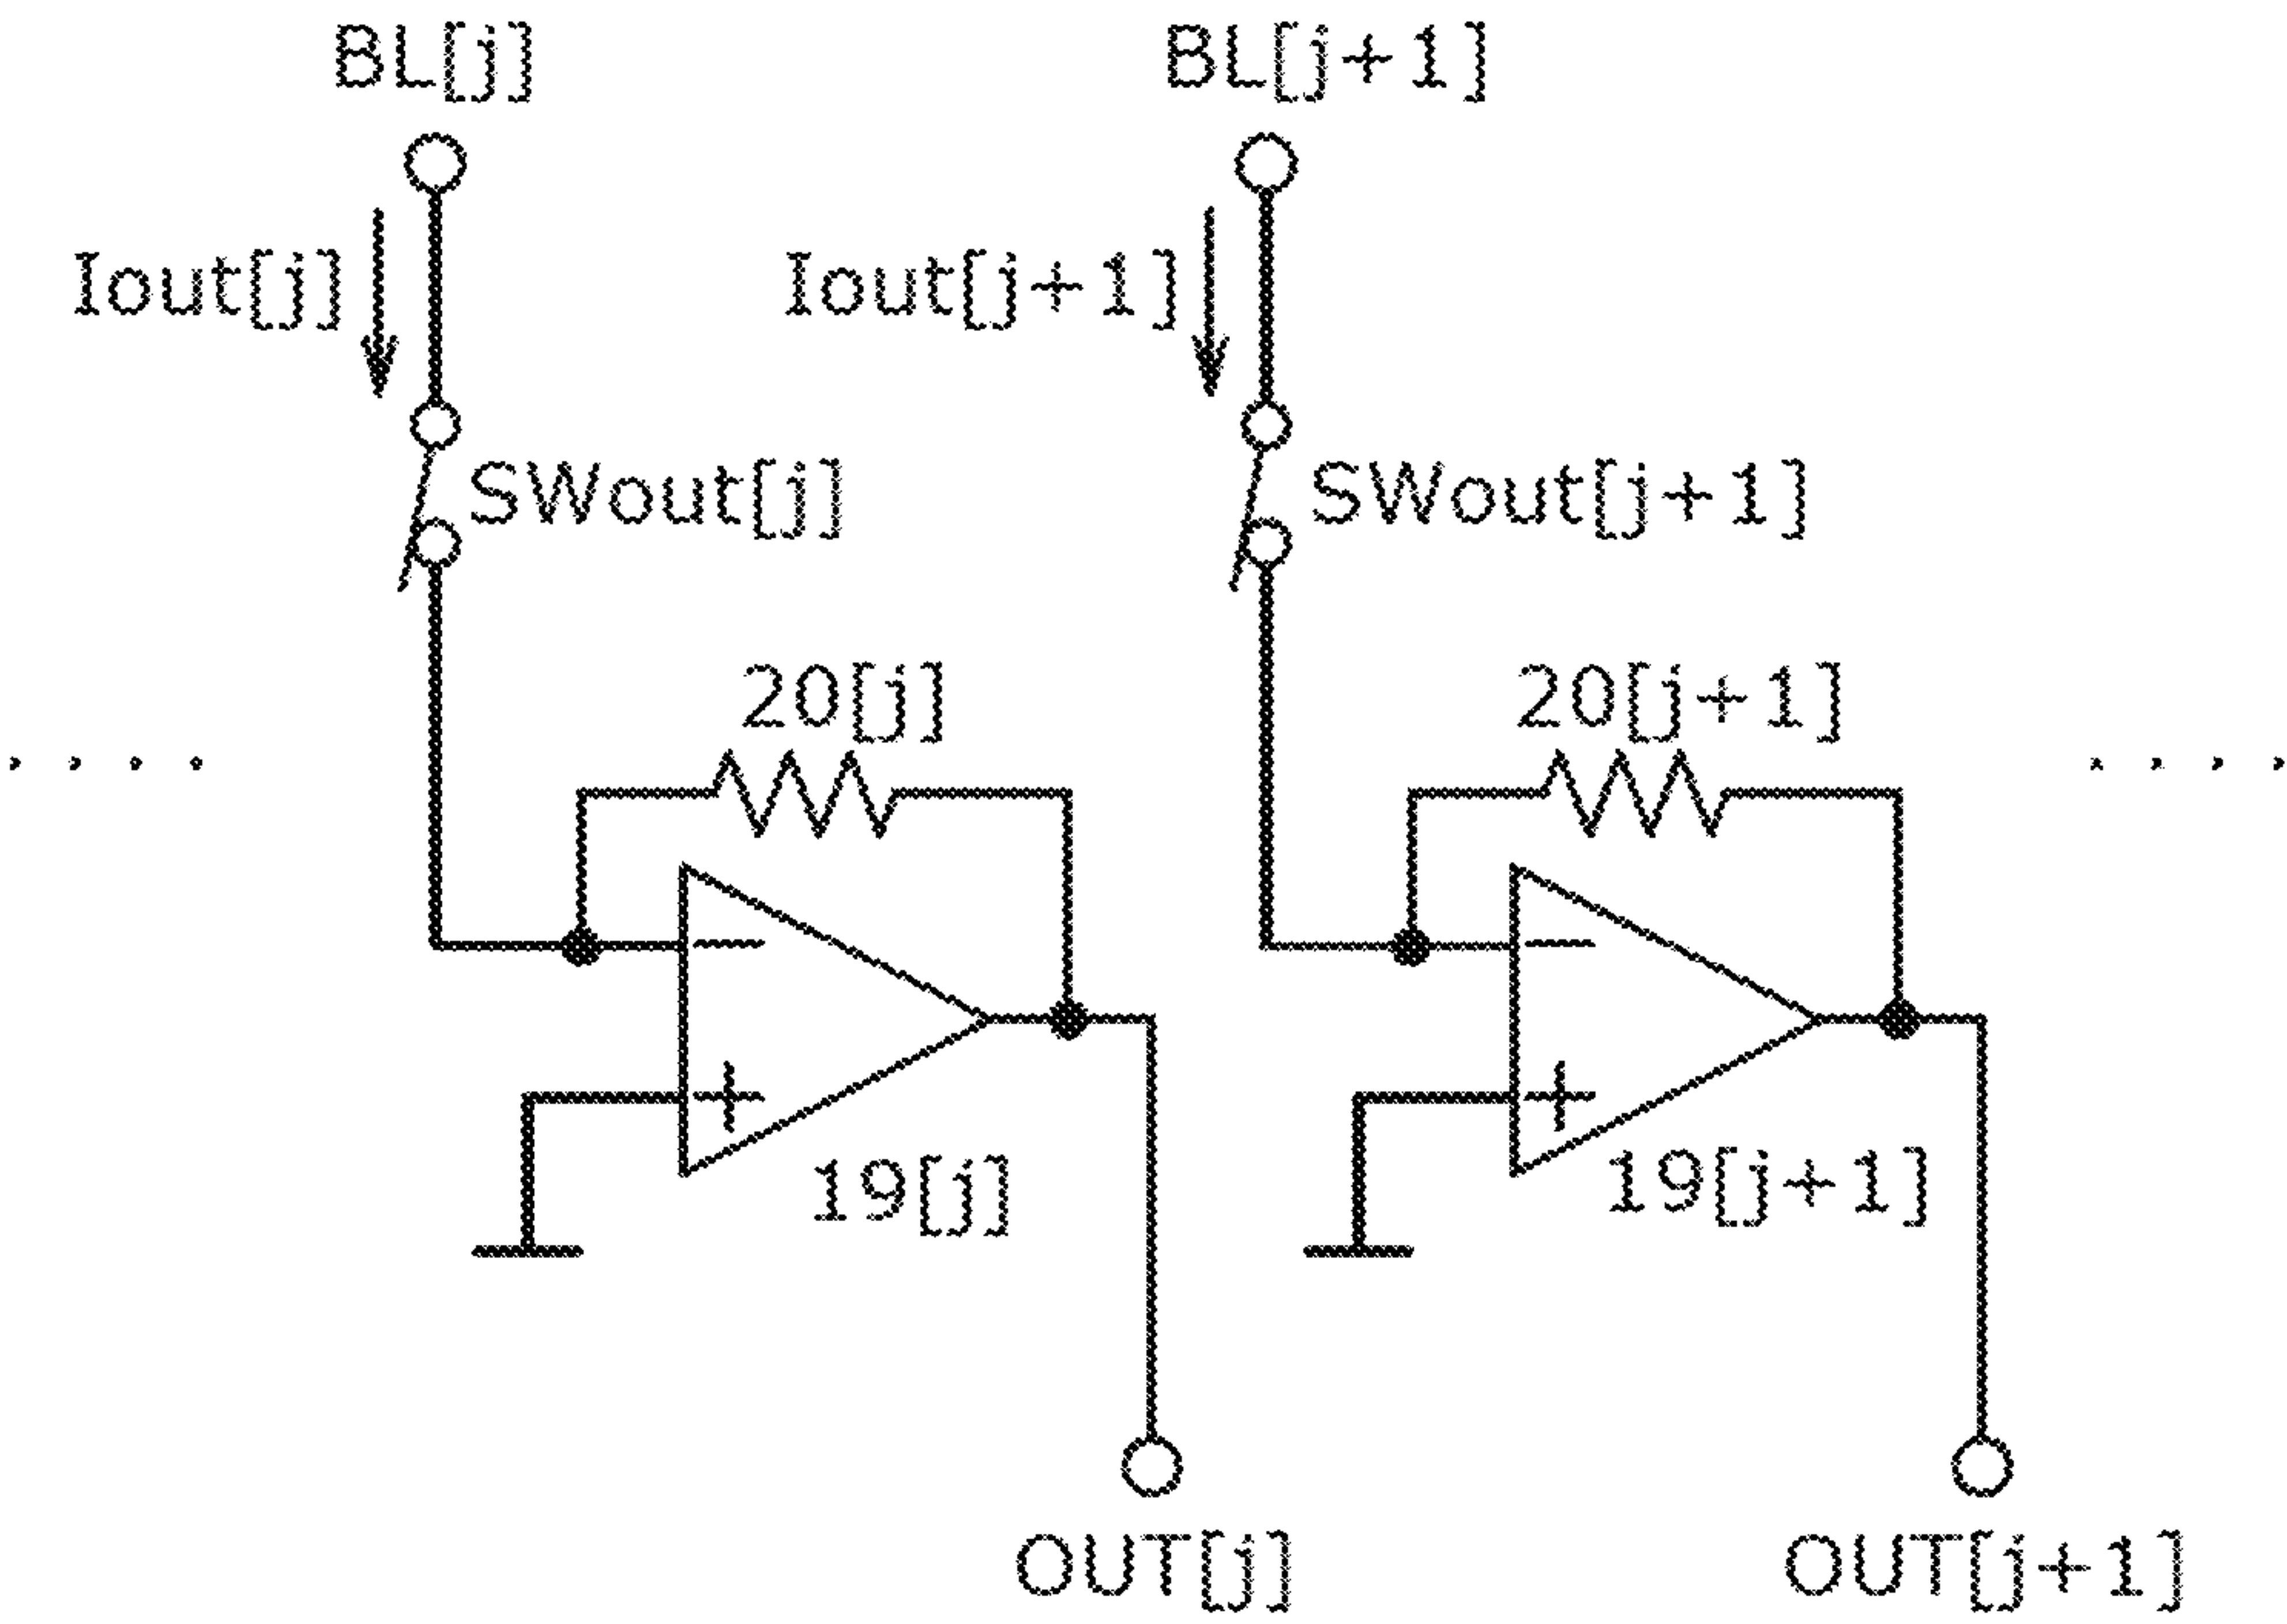 BL[j] BL[j+1]
Iout[j] Iout[j+1]
SWout[j] SWout[j+1]
20[j] 20[j+1]
− −
+ +
19[j] 19[j+1]
OUT[j] OUT[j+1]